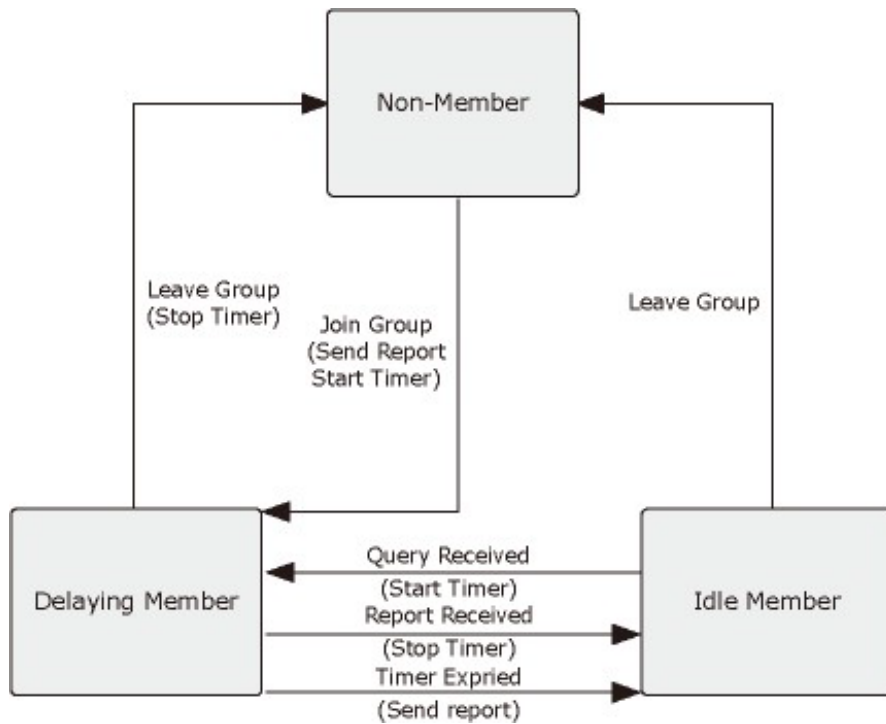 Non-Member
Leave Group
(Stop Timer)
Join Group
(Send Report
Start Timer)
Leave Group
Delaying Member
Query Received
(Start Timer)
Report Received
(Stop Timer)
Timer Expried
(Send report)
Idle Member